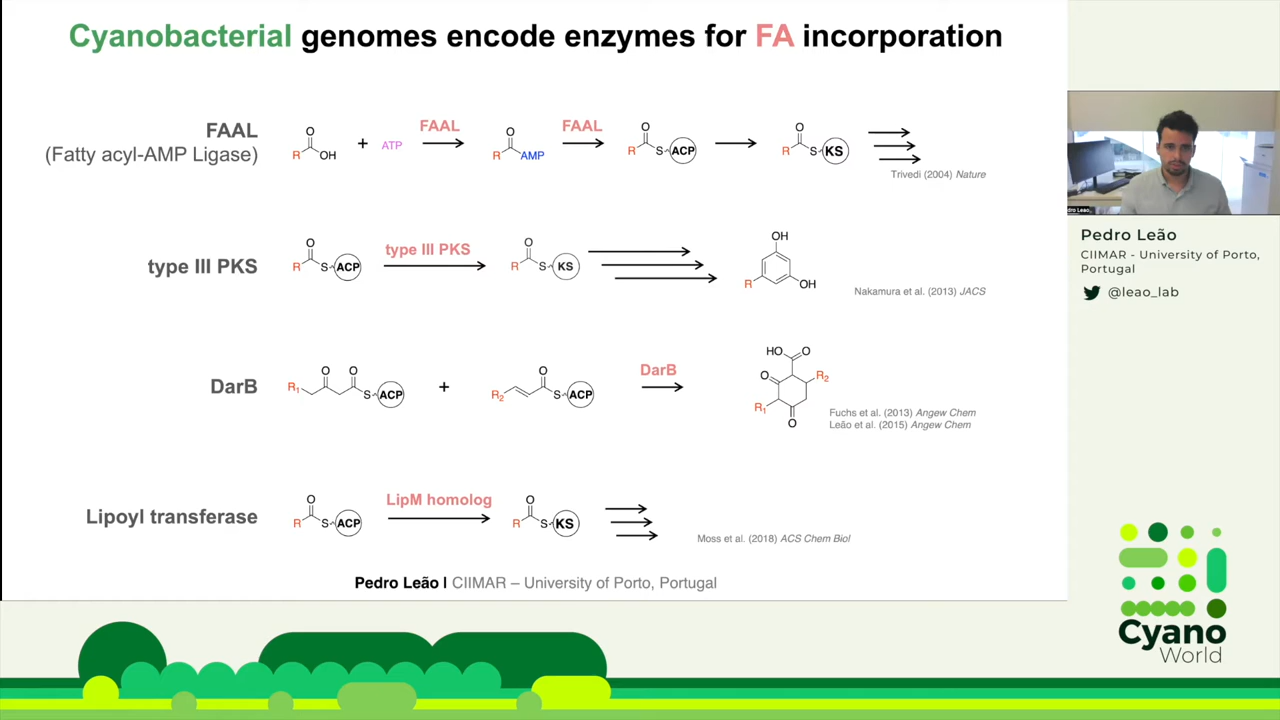 Cyanobacterial genomes encode enzymes for FA incorporation
FAAL
(Fatty acyl-AMP Ligase)
R O OH + ATP FAAL R O AMP FAAL R O S ACP R O S KS
Trivedi (2004) Nature
type III PKS
R O S ACP type III PKS R O S KS OH R OH
Nakamura et al. (2013) JACS
DarB
R1 O O S ACP + R2 O S ACP DarB HO O O R2 R1 O
Fuchs et al. (2013) Angew Chem
Leão et al. (2015) Angew Chem
Lipoyl transferase
R O S ACP LipM homolog R O S KS
Moss et al. (2018) ACS Chem Biol
Pedro Leão I CIIMAR – University of Porto, Portugal
dro Leao
Pedro Leão
CIIMAR - University of Porto,
Portugal
@leao_lab
Cyano
World